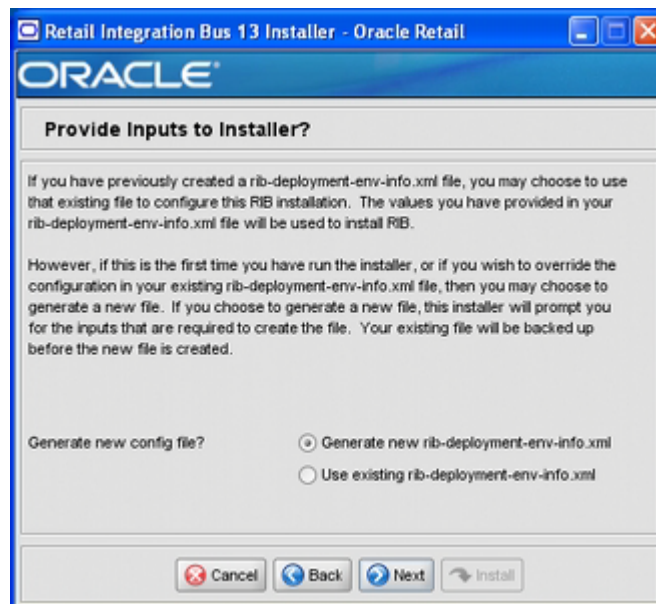 Retail Integration Bus 13 Installer - Oracle Retail
ORACLE®
Provide Inputs to Installer?
If you have previously created a rib-deployment-env-info.xml file, you may choose to use
that existing file to configure this RIB installation. The values you have provided in your
rib-deployment-env-info.xml file will be used to install RIB.
However, if this is the first time you have run the installer, or if you wish to override the
configuration in your existing rib-deployment-env-info.xml file, then you may choose to
generate a new file. If you choose to generate a new file, this installer will prompt you
for the inputs that are required to create the file. Your existing file will be backed up
before the new file is created.
Generate new config file?
Generate new rib-deployment-env-info.xml
Use existing rib-deployment-env-info.xml
Cancel
Back
Next
Install